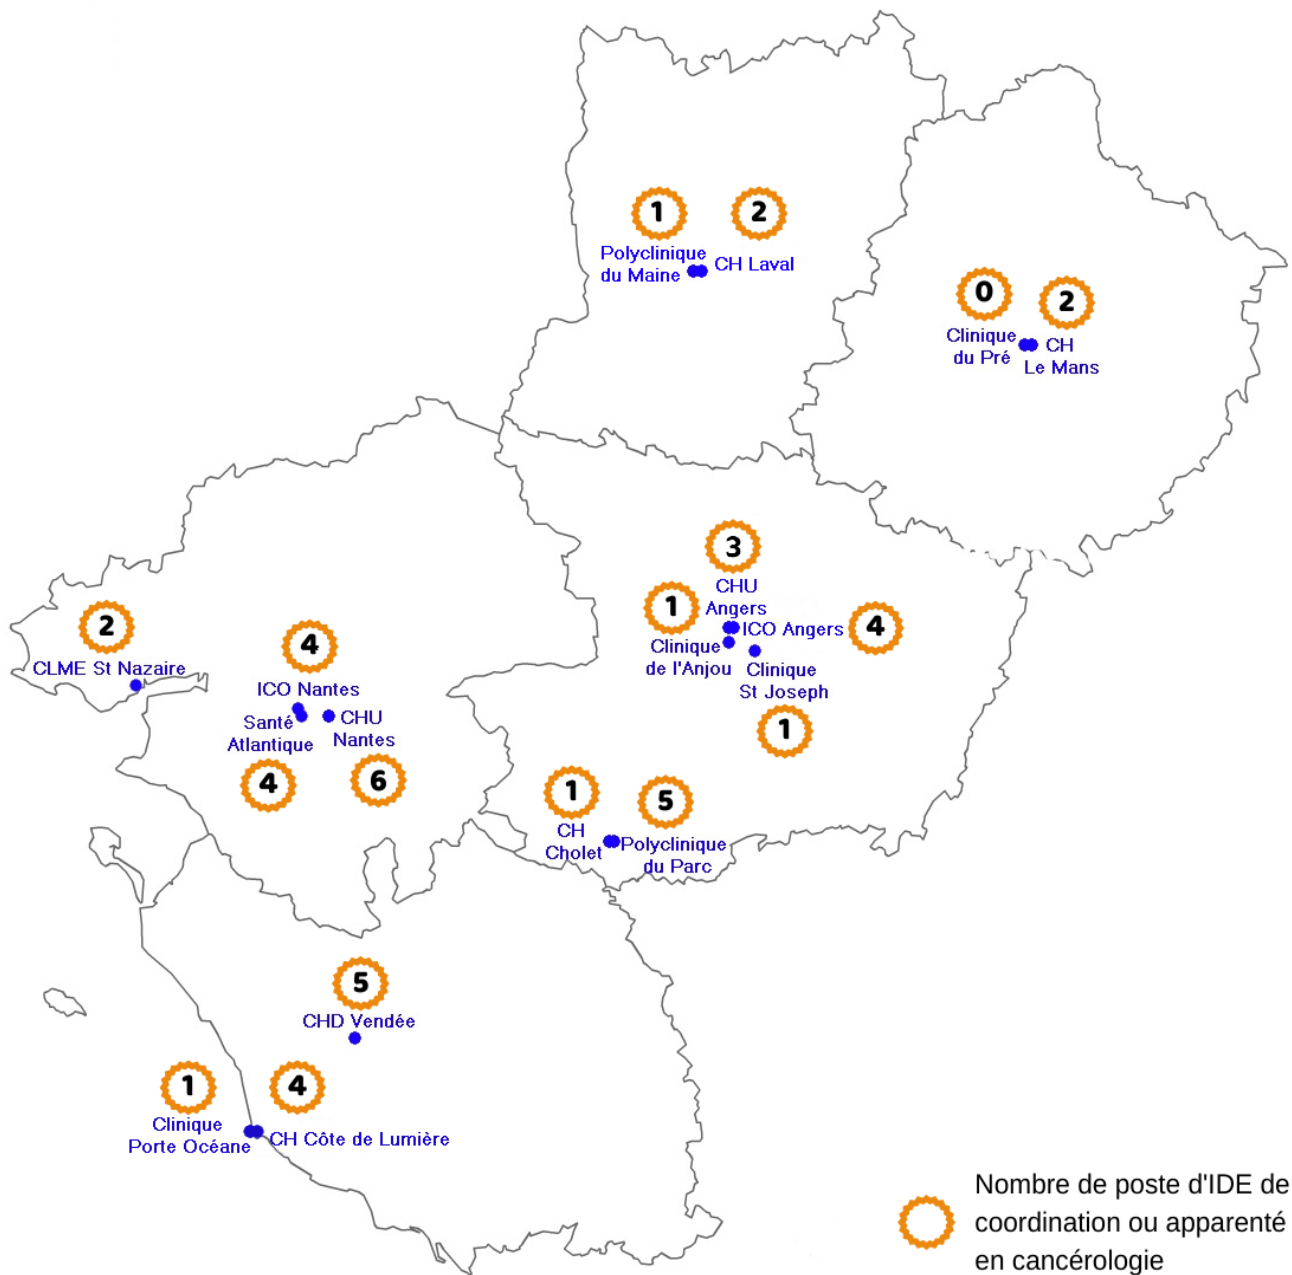 1
2
Polyclinique
du Maine
CH Laval
0
2
Clinique
du Pré
CH
Le Mans
3
CHU
Angers
1
ICO Angers
4
Clinique
de l'Anjou
Clinique
St Joseph
1
2
CLME St Nazaire
4
ICO Nantes
Santé
Atlantique
CHU
Nantes
4
6
1
5
CH
Cholet
Polyclinique
du Parc
5
CHD Vendée
1
4
Clinique
Porte Océane
CH Côte de Lumière
Nombre de poste d'IDE de
coordination ou apparenté
en cancérologie